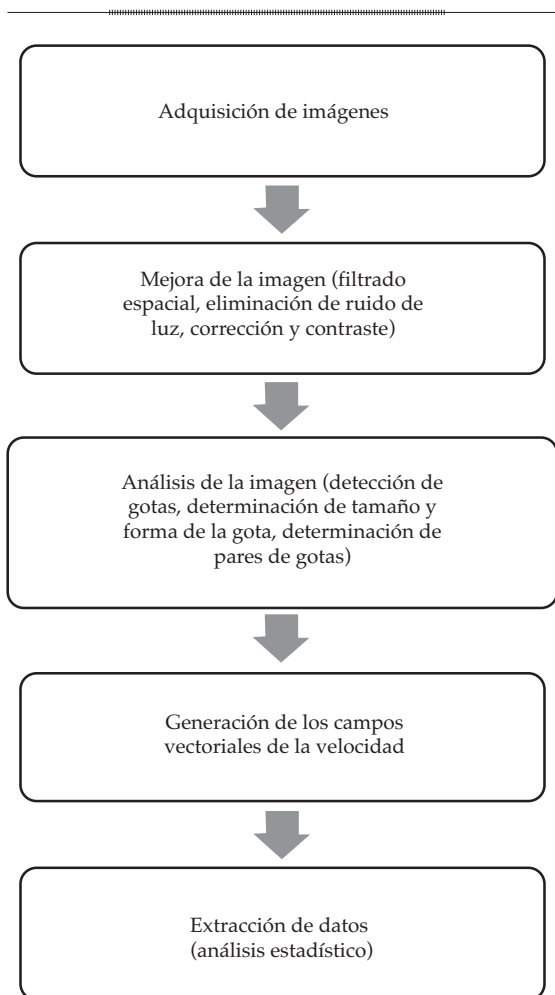 Adquisición de imágenes
Mejora de la imagen (filtrado
espacial, eliminación de ruido de
luz, corrección y contraste)
Análisis de la imagen (detección de
gotas, determinación de tamaño y
forma de la gota, determinación de
pares de gotas)
Generación de los campos
vectoriales de la velocidad
Extracción de datos
(análisis estadístico)